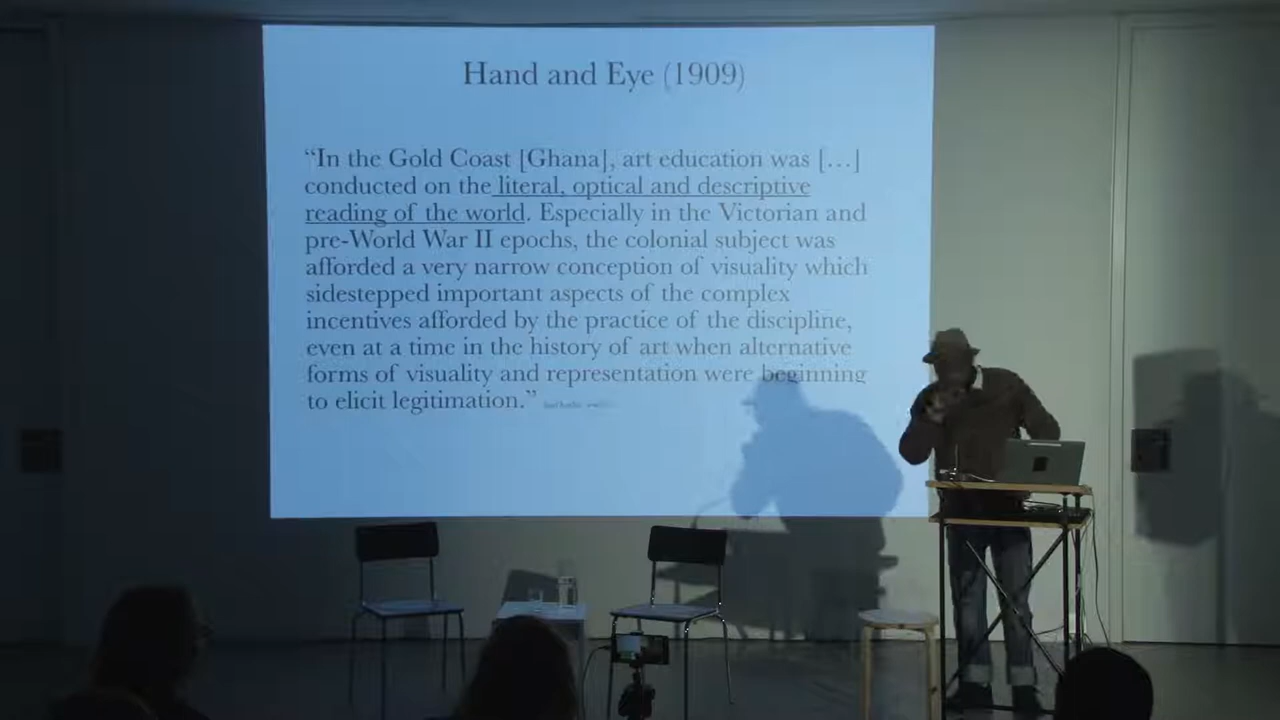 Hand and Eye (1909)
“In the Gold Coast [Ghana], art education was […]
conducted on the literal, optical and descriptive
reading of the world. Especially in the Victorian and
pre-World War II epochs, the colonial subject was
afforded a very narrow conception of visuality which
sidestepped important aspects of the complex
incentives afforded by the practice of the discipline,
even at a time in the history of art when alternative
forms of visuality and representation were beginning
to elicit legitimation.”